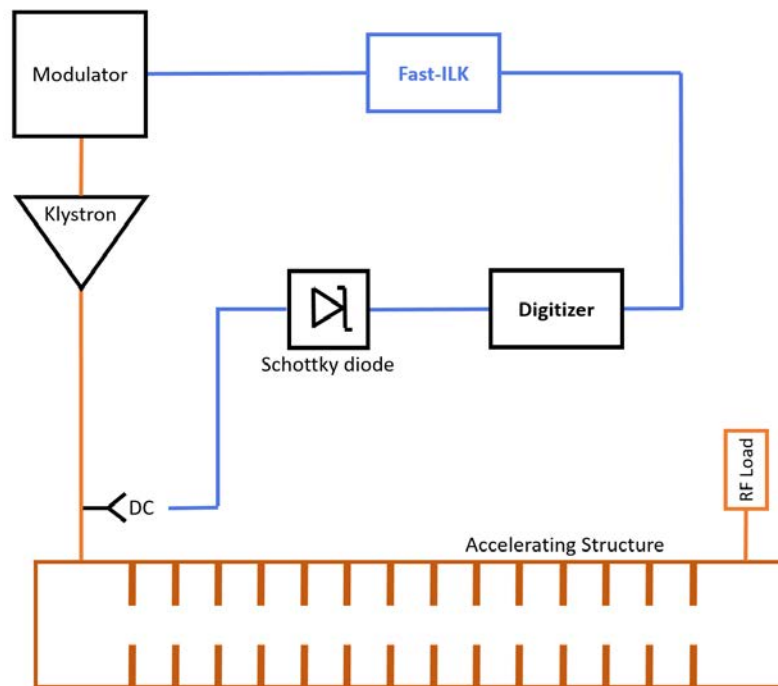 Modulator
Fast-ILK
Klystron
Digitizer
Schottky diode
DC
RF Load
Accelerating Structure